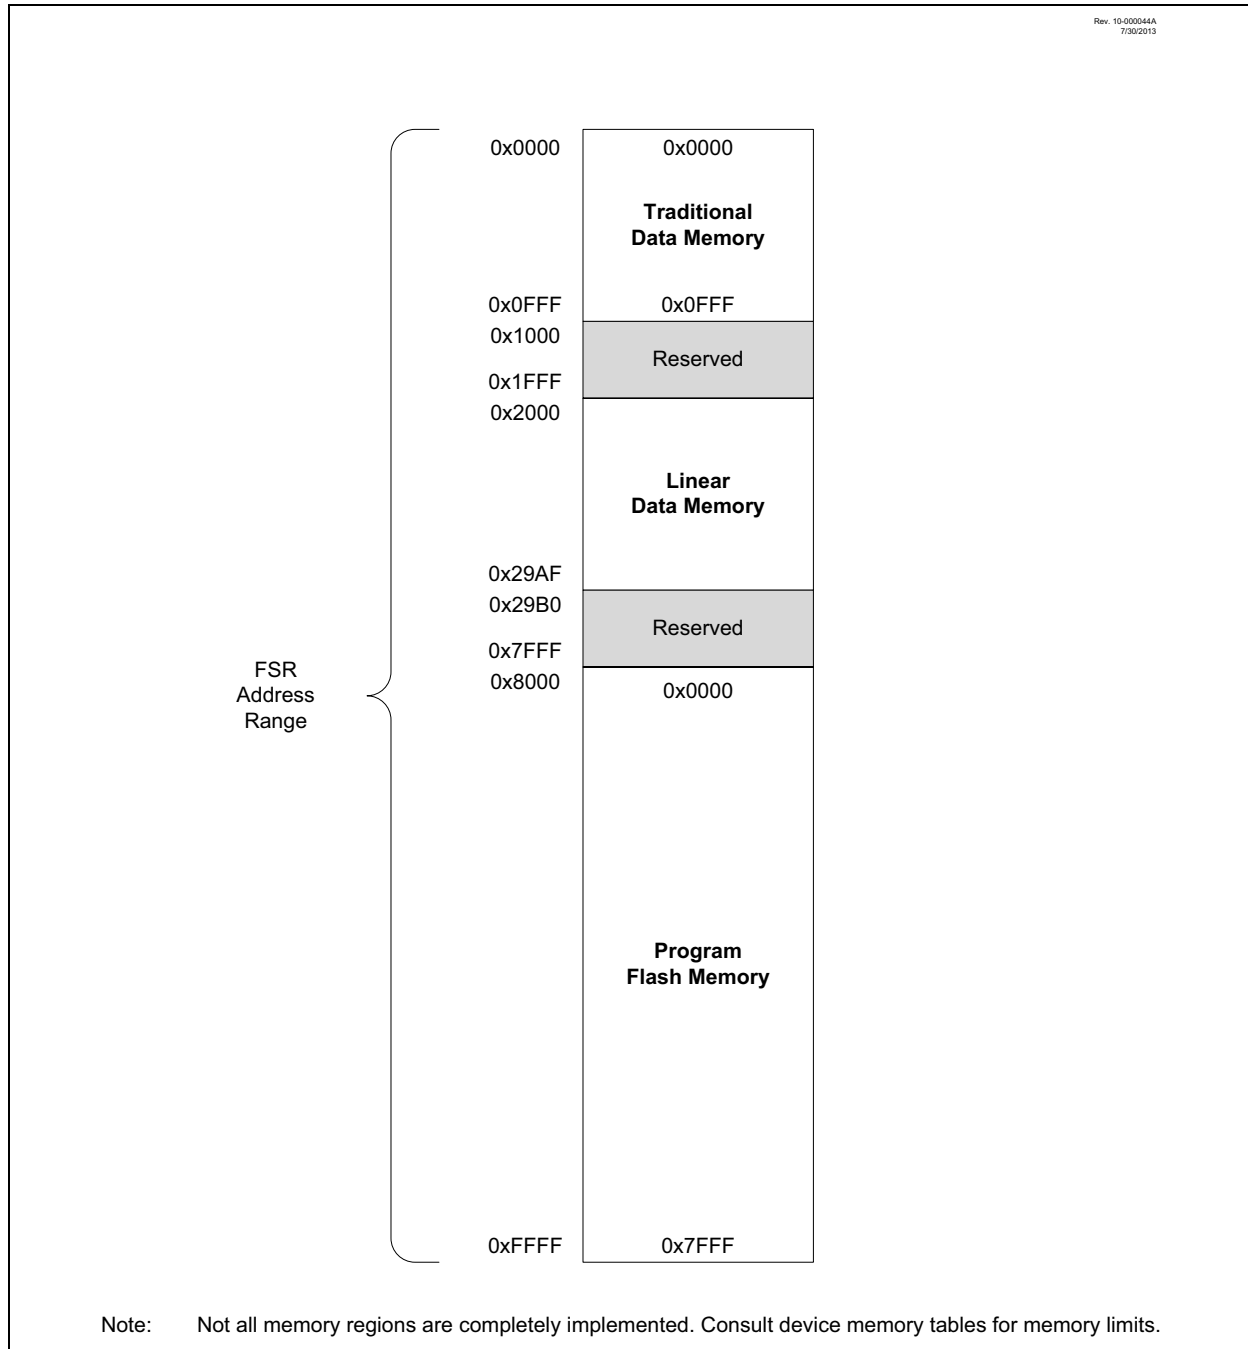 Rev. 10-000044A
7/30/2013
0x0000 0x0000
Traditional
Data Memory
0x0FFF 0x0FFF
0x1000
Reserved
0x1FFF
0x2000
Linear
Data Memory
0x29AF
0x29B0
Reserved
0x7FFF
0x8000 0x0000
FSR
Address
Range
Program
Flash Memory
0xFFFF 0x7FFF
Note: Not all memory regions are completely implemented. Consult device memory tables for memory limits.